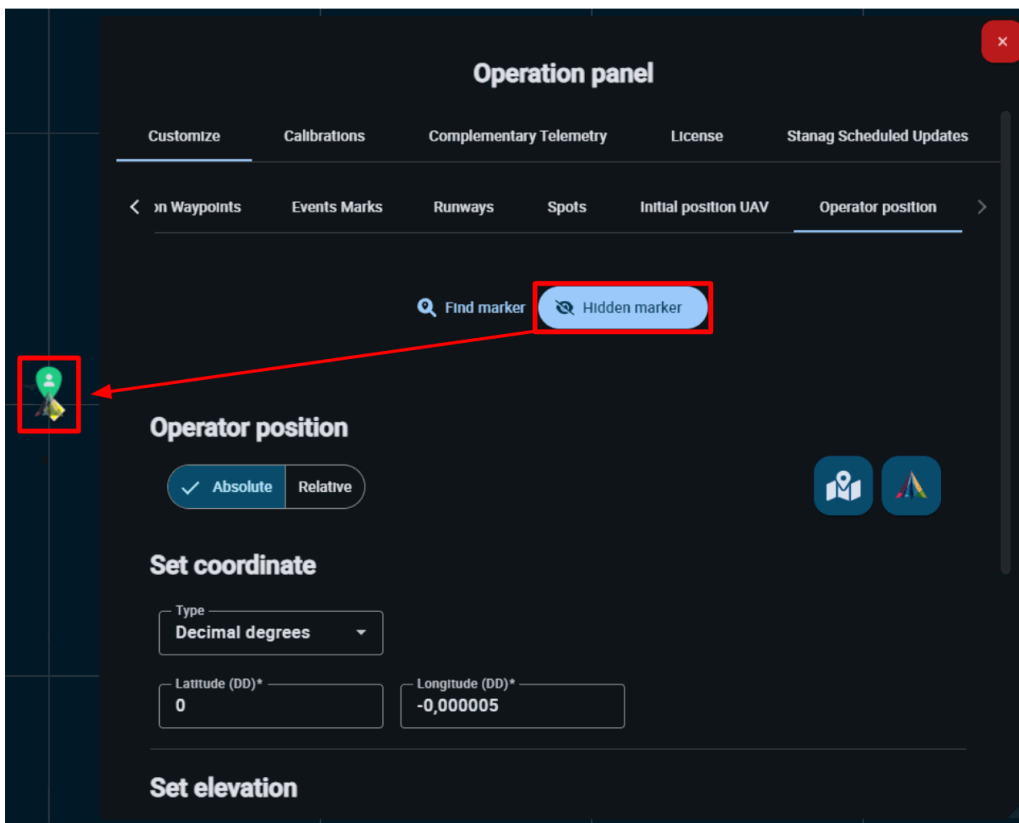 Operation panel
Customize Calibrations Complementary Telemetry License Stanag Scheduled Updates
on Waypoints Events Marks Runways Spots Initial position UAV Operator position
Find marker Hidden marker
Operator position
Absolute Relative
Set coordinate
Type
Decimal degrees
Latitude (DD)* Longitude (DD)*
0 -0,000005
Set elevation